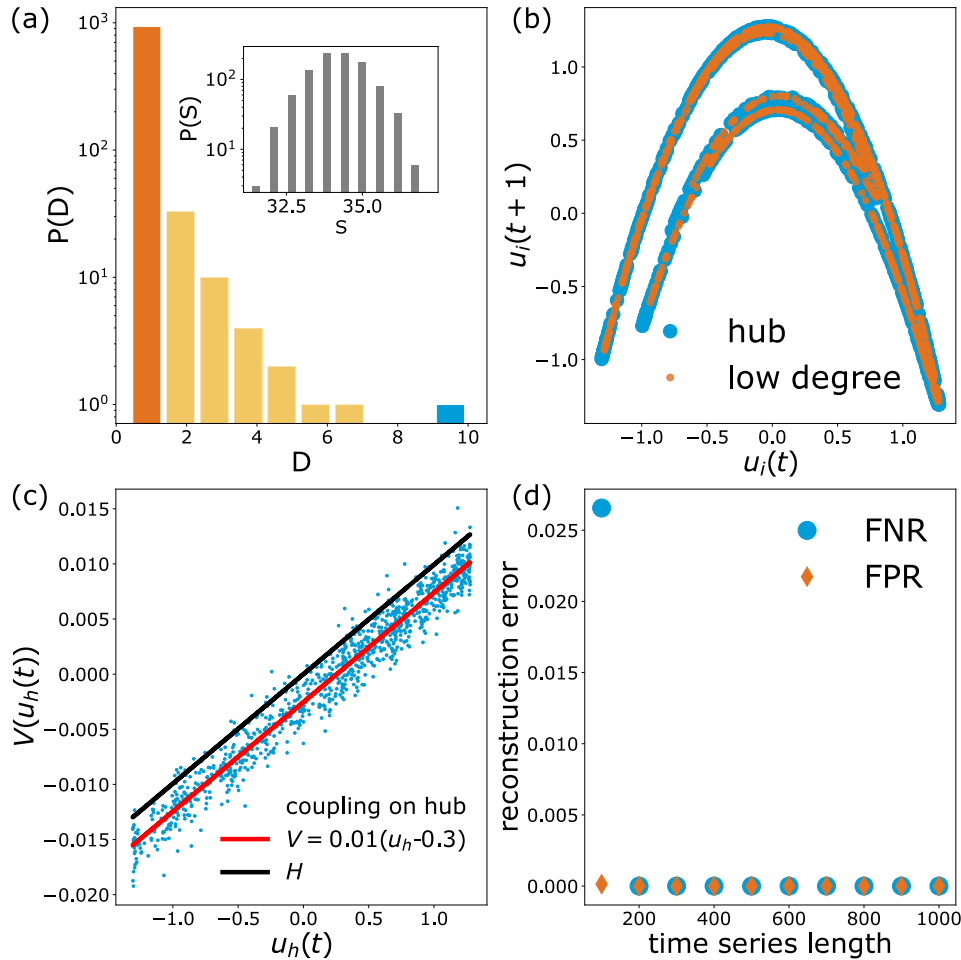 (a)
10³
10²
10¹
10⁰
P(D)
0
2
4
6
8
10
D
10²
10¹
P(S)
32.5
35.0
S
(b)
1.0
0.5
0.0
−0.5
−1.0
uᵢ(t + 1)
hub
low degree
−1.0
−0.5
0.0
0.5
1.0
uᵢ(t)
(c)
0.015
0.010
0.005
0.000
−0.005
−0.010
−0.015
−0.020
V(uₕ(t))
coupling on hub
V = 0.01(uₕ-0.3)
H
−1.0
−0.5
0.0
0.5
1.0
uₕ(t)
(d)
0.025
0.020
0.015
0.010
0.005
0.000
reconstruction error
FNR
FPR
200
400
600
800
1000
time series length